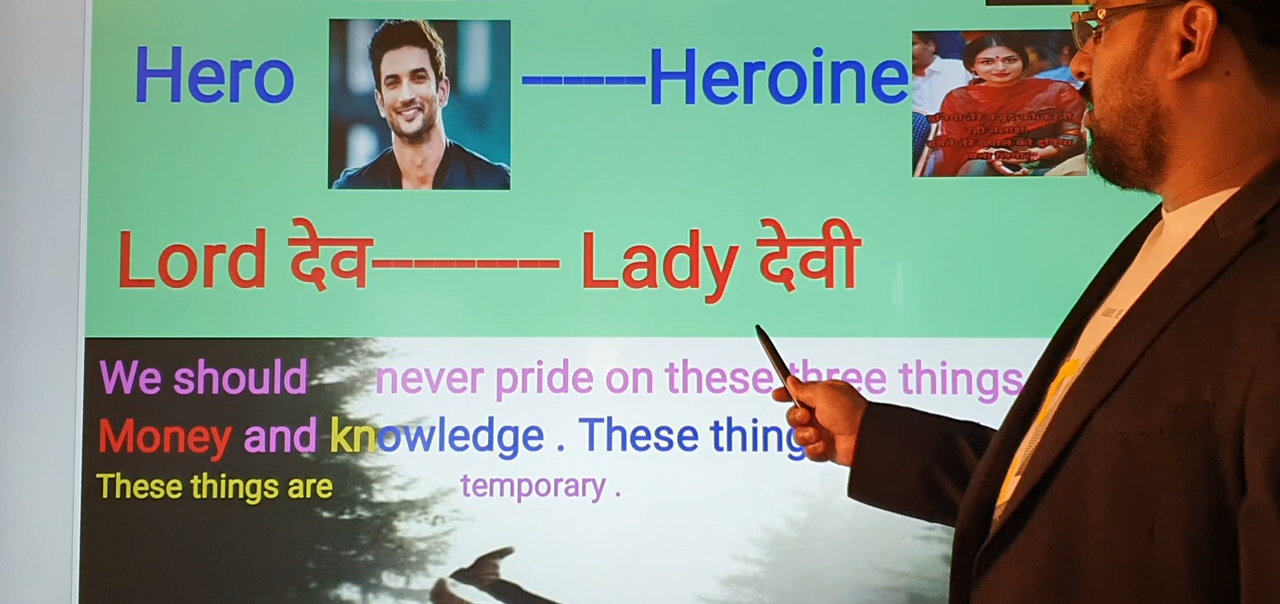 Hero ----Heroine
Lord देव------- Lady देवी
We should never pride on these three things
Money and knowledge . These thing
These things are temporary .